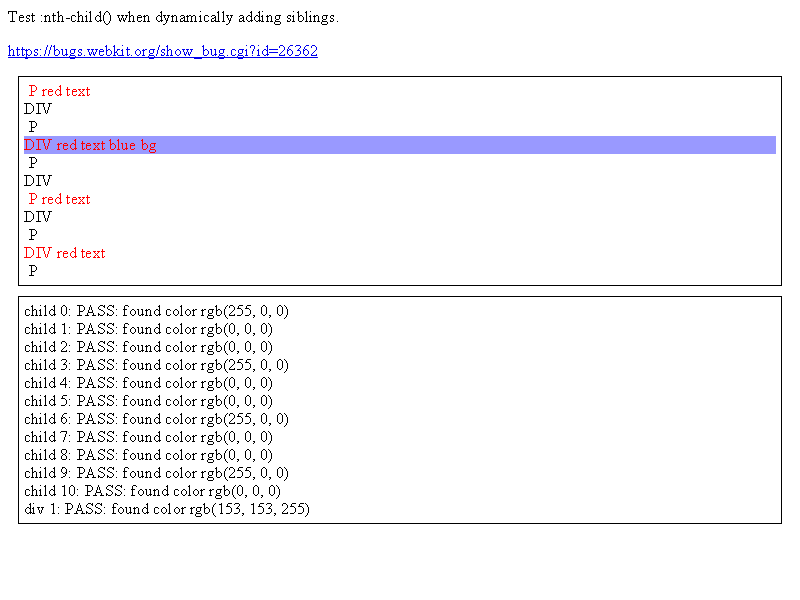 Test :nth-child() when dynamically adding siblings.
https://bugs.webkit.org/show_bug.cgi?id=26362
P red text
DIV
P
DIV red text blue bg
P
DIV
P red text
DIV
P
DIV red text
P
child 0: PASS: found color rgb(255, 0, 0)
child 1: PASS: found color rgb(0, 0, 0)
child 2: PASS: found color rgb(0, 0, 0)
child 3: PASS: found color rgb(255, 0, 0)
child 4: PASS: found color rgb(0, 0, 0)
child 5: PASS: found color rgb(0, 0, 0)
child 6: PASS: found color rgb(255, 0, 0)
child 7: PASS: found color rgb(0, 0, 0)
child 8: PASS: found color rgb(0, 0, 0)
child 9: PASS: found color rgb(255, 0, 0)
child 10: PASS: found color rgb(0, 0, 0)
div 1: PASS: found color rgb(153, 153, 255)